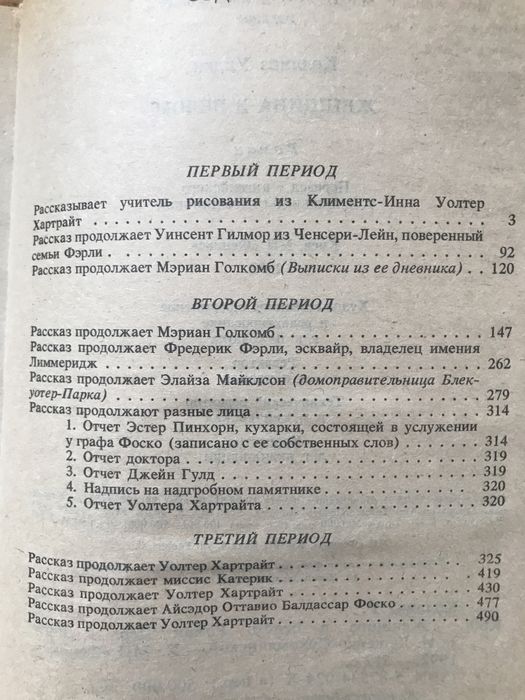 ПЕРВЫЙ ПЕРИОД
Рассказывает учитель рисования из Климентс-Инна Уолтер
Хартрайт . . . . . . . . . . . . . . . . . . . . 3
Рассказ продолжает Уинсент Гилмор из Ченсери-Лейн, поверенный
семьи Фэрли . . . . . . . . . . . . . . . . . . . . 92
Рассказ продолжает Мэриан Голкомб (Выписки из ее дневника) . . 120
ВТОРОЙ ПЕРИОД
Рассказ продолжает Мэриан Голкомб . . . . . . . . . . . . 147
Рассказ продолжает Фредерик Фэрли, эсквайр, владелец имения
Лиммеридж . . . . . . . . . . . . . . . . . . . . 262
Рассказ продолжает Элайза Майклсон (домоправительница Блек-
уотер-Парка) . . . . . . . . . . . . . . . . . . . . 279
Рассказ продолжают разные лица . . . . . . . . . . . . . 314
1. Отчет Эстер Пинхорн, кухарки, состоящей в услужении
у графа Фоско (записано с ее собственных слов) . . . . . . 314
2. Отчет доктора . . . . . . . . . . . . . . . . . 319
3. Отчет Джейн Гулд . . . . . . . . . . . . . . . 319
4. Надпись на надгробном памятнике . . . . . . . . . 320
5. Отчет Уолтера Хартрайта . . . . . . . . . . . . . 320
ТРЕТИЙ ПЕРИОД
Рассказ продолжает Уолтер Хартрайт . . . . . . . . . . . . 325
Рассказ продолжает миссис Катерик . . . . . . . . . . . . 419
Рассказ продолжает Уолтер Хартрайт . . . . . . . . . . . 430
Рассказ продолжает Айсэдор Оттавио Балдассар Фоско . . . . . 477
Рассказ продолжает Уолтер Хартрайт . . . . . . . . . . . . 490